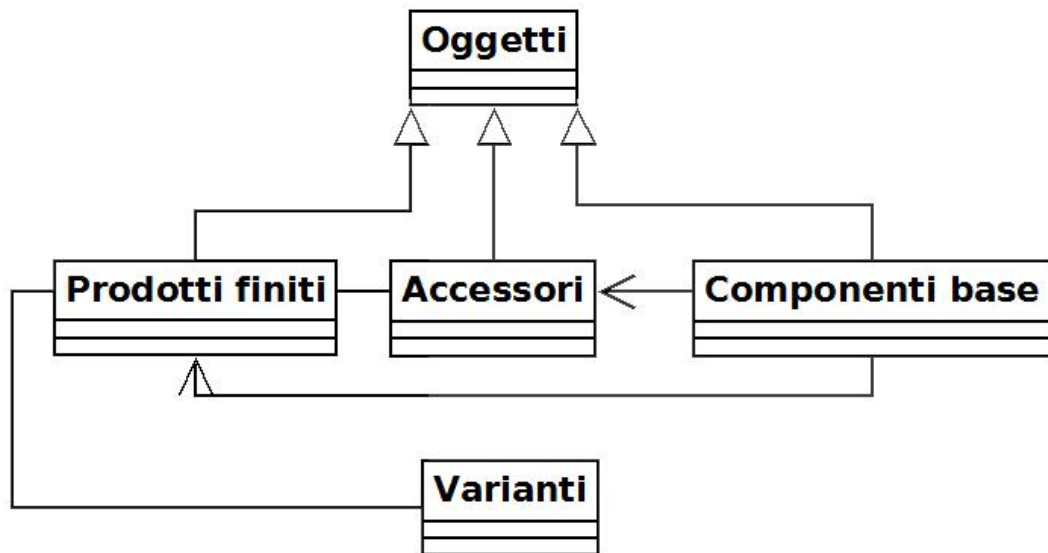 Oggetti
Prodotti finiti
Accessori
Componenti base
Varianti